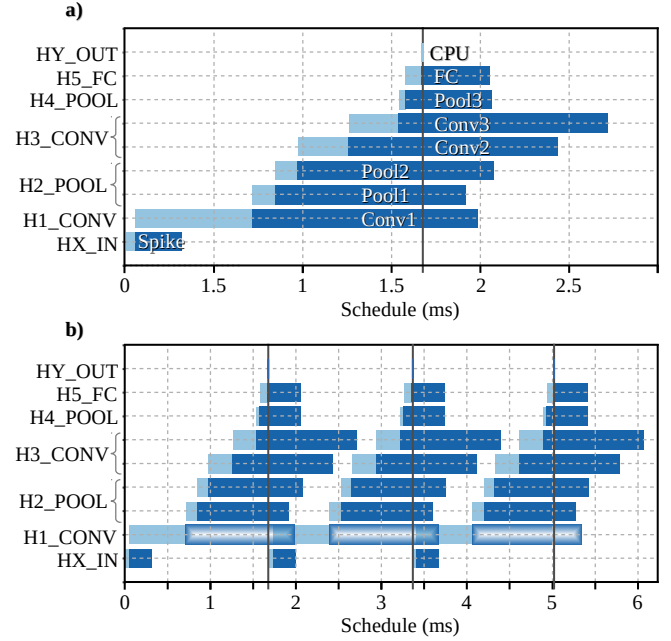 a)
HY_OUT
CPU
H5_FC
FC
H4_POOL
Pool3
H3_CONV
Conv3
Conv2
H2_POOL
Pool2
Pool1
H1_CONV
Conv1
HX_IN
Spike
0 1.5 1 1.5 2 2.5
Schedule (ms)
b)
HY_OUT
H5_FC
H4_POOL
H3_CONV
H2_POOL
H1_CONV
HX_IN
0 1 2 3 4 5 6
Schedule (ms)